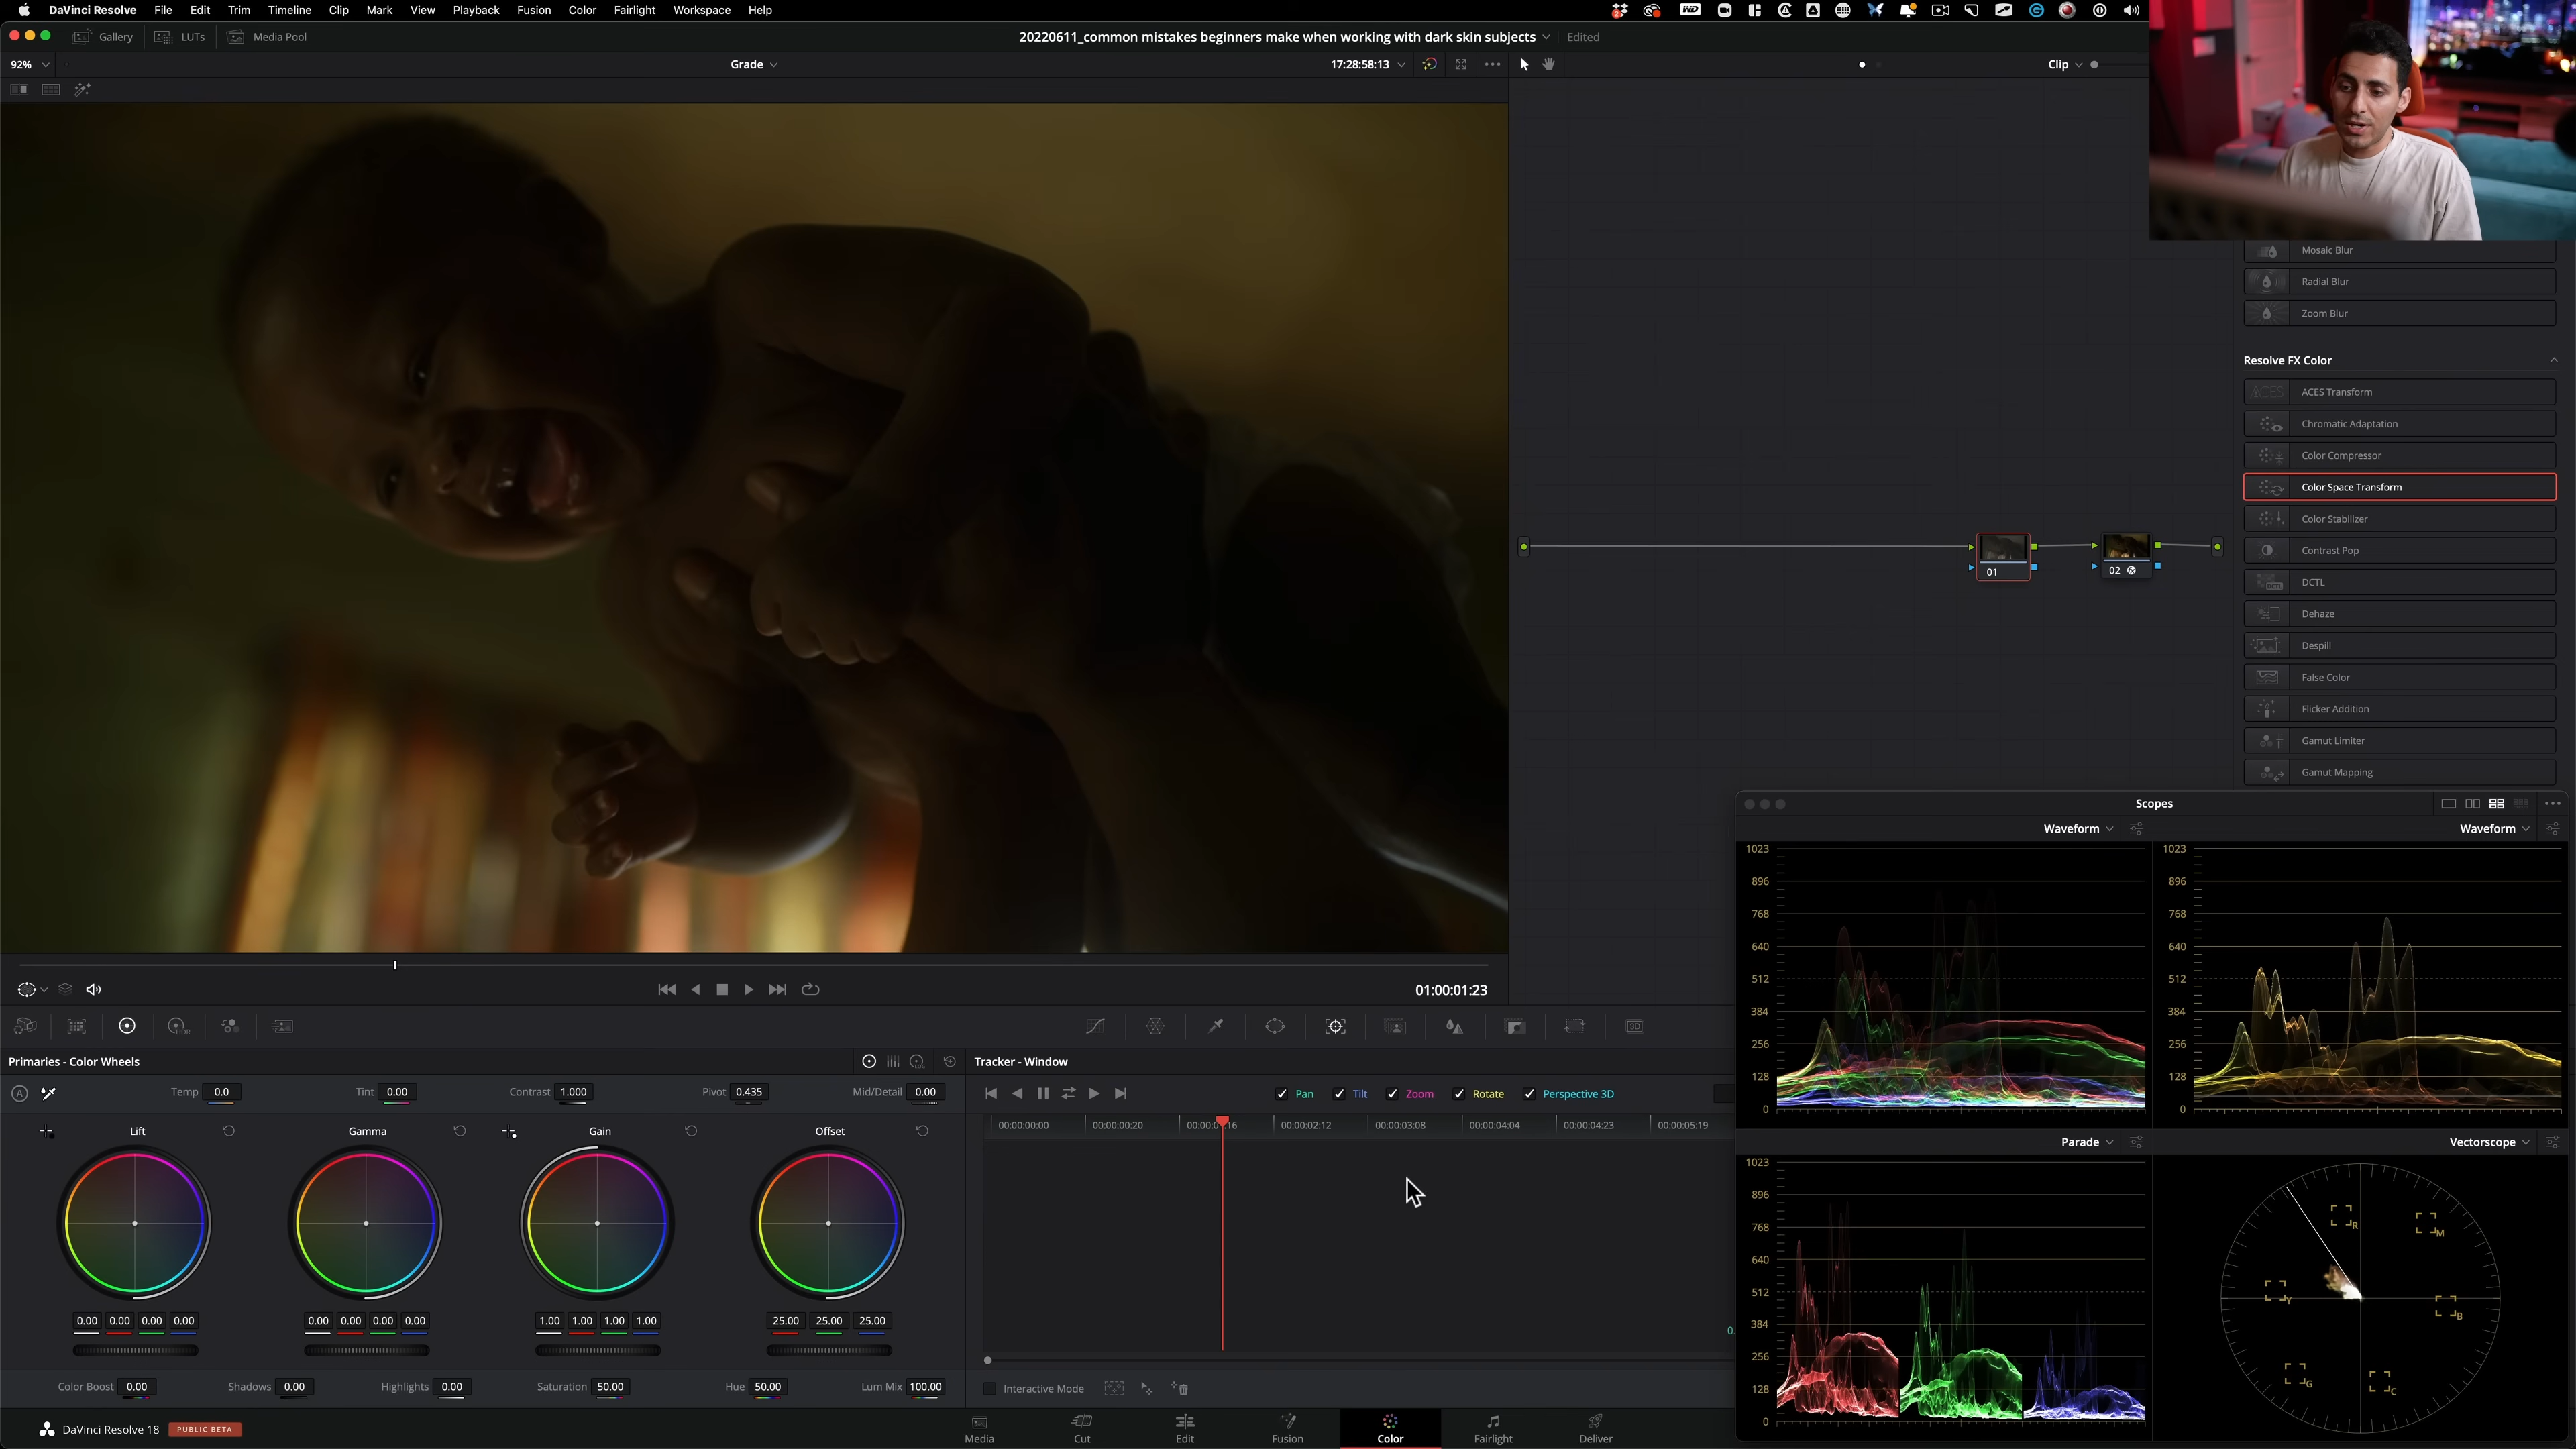 DaVinci Resolve File Edit Trim Timeline Clip Mark View Playback Fusion Color Fairlight Workspace Help
Gallery LUTs Media Pool 20220611_common mistakes beginners make when working with dark skin subjects Edited
92% Grade 17:28:58:13 Clip
Mosaic Blur
Radial Blur
Zoom Blur
Resolve FX Color
ACES Transform
Chromatic Adaptation
Color Compressor
Color Space Transform
Color Stabilizer
Contrast Pop
DCTL
Dehaze
Despill
False Color
Flicker Addition
Gamut Limiter
Gamut Mapping
01 02
01:00:01:23
Scopes
Waveform Waveform
1023 1023
896 896
768 768
640 640
512 512
384 384
256 256
128 128
0 0
Parade Vectorscope
1023
896
768
640
512
384
256
128
0
R M Y B G C
Primaries - Color Wheels
Temp 0.0 Tint 0.00 Contrast 1.000 Pivot 0.435 Mid/Detail 0.00
Lift Gamma Gain Offset
0.00 0.00 0.00 0.00 0.00 0.00 0.00 0.00 1.00 1.00 1.00 1.00 25.00 25.00 25.00
Color Boost 0.00 Shadows 0.00 Highlights 0.00 Saturation 50.00 Hue 50.00 Lum Mix 100.00
HDR 3D
Tracker - Window
Pan Tilt Zoom Rotate Perspective 3D
00:00:00:00 00:00:00:20 00:00:0 :16 00:00:02:12 00:00:03:08 00:00:04:04 00:00:04:23 00:00:05:19
0.
Interactive Mode
DaVinci Resolve 18 PUBLIC BETA
Media Cut Edit Fusion Color Fairlight Deliver